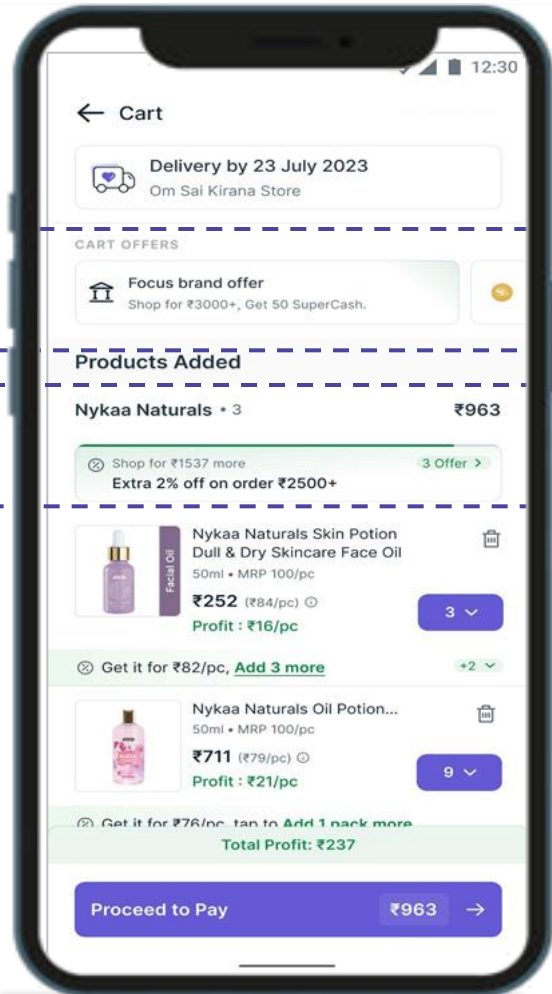 12:30
← Cart
Delivery by 23 July 2023
Om Sai Kirana Store
CART OFFERS
Focus brand offer
Shop for ₹3000+, Get 50 SuperCash.
Products Added
Nykaa Naturals • 3 ₹963
Shop for ₹1537 more 3 Offer >
Extra 2% off on order ₹2500+
Nykaa Naturals Skin Potion
Dull & Dry Skincare Face Oil
Facial Oil
50ml • MRP 100/pc
₹252 (₹84/pc)
3
Profit : ₹16/pc
Get it for ₹82/pc, Add 3 more +2
Nykaa Naturals Oil Potion...
50ml • MRP 100/pc
₹711 (₹79/pc)
9
Profit : ₹21/pc
Get it for ₹76/pc, tap to Add 1 pack more
Total Profit: ₹237
Proceed to Pay ₹963 →